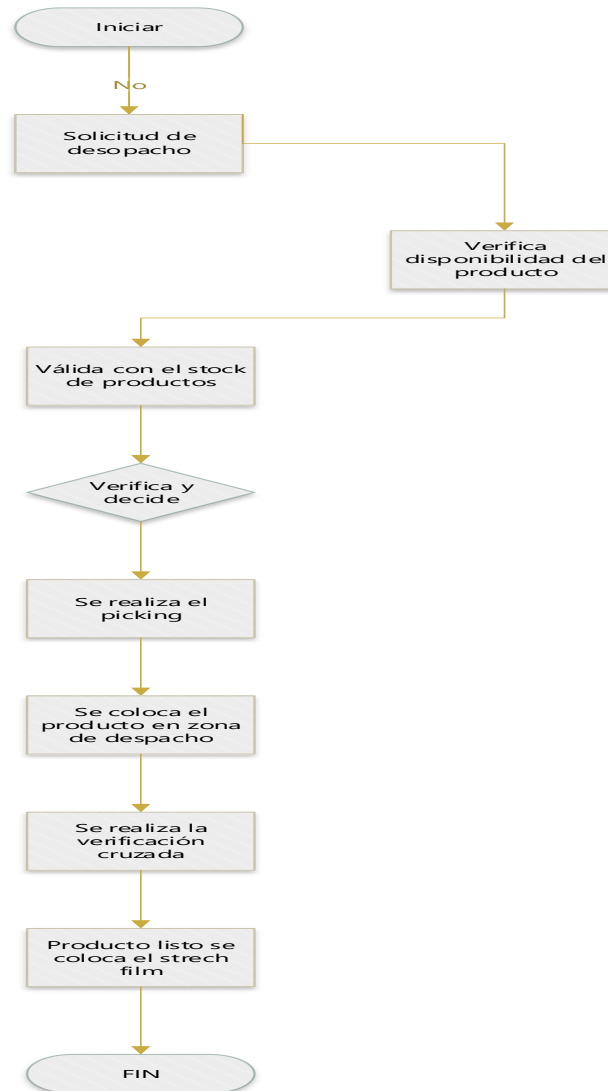 Iniciar
No
Solicitud de
desopacho
Verifica
disponibilidad del
producto
Válida con el stock
de productos
Verifica y
decide
Se realiza el
picking
Se coloca el
producto en zona
de despacho
Se realiza la
verificación
cruzada
Producto listo se
coloca el strech
film
FIN